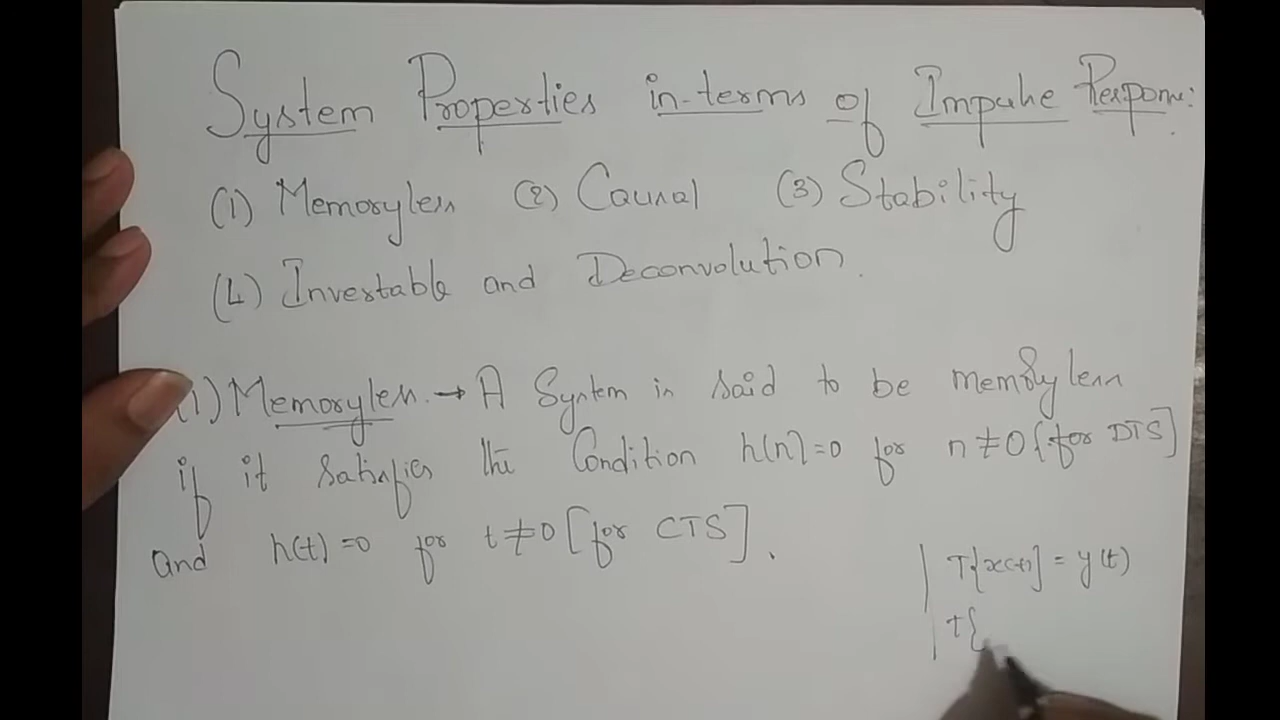 System Properties in-terms of Impulse Response:
(1) Memoryless (2) Causal (3) Stability
(4) Invertable and Deconvolution.
(1) Memoryless → A System is said to be memoryless
if it satisfies the Condition h(n)=0 for n≠0 [for DTS]
and h(t)=0 for t≠0 [for CTS].
T{x(t)} = y(t)
T{